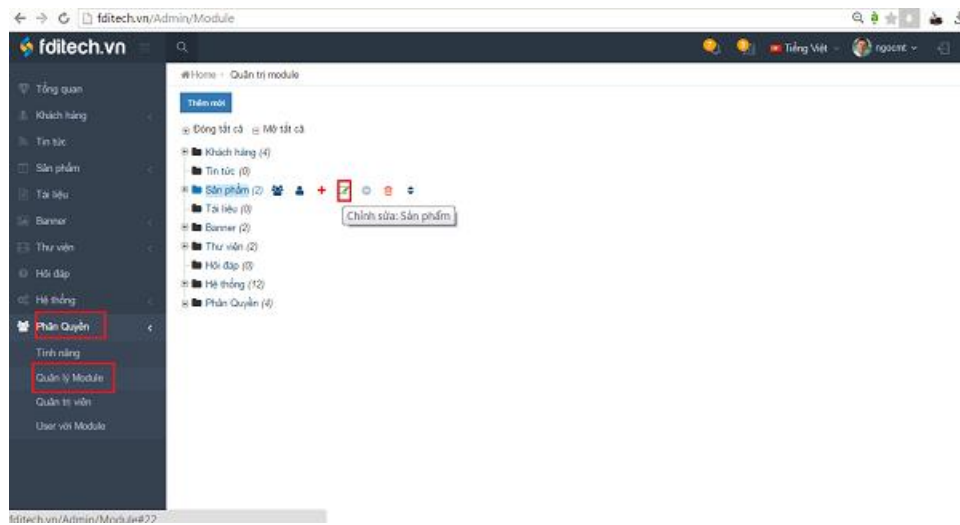 fditech.vn/Admin/Module
fditech.vn
Tiếng Việt
ngocmt
Home
Quản trị module
Thêm mới
Đóng tất cả
Mở tất cả
Khách hàng (4)
Tin tức (0)
Sản phẩm (2)
Chỉnh sửa: Sản phẩm
Tài liệu (0)
Banner (2)
Thư viện (2)
Hỏi đáp (0)
Hệ thống (12)
Phân Quyền (4)
Tổng quan
Khách hàng
Tin tức
Sản phẩm
Tài liệu
Banner
Thư viện
Hỏi đáp
Hệ thống
Phân Quyền
Tính năng
Quản lý Module
Quản trị viên
User với Module
fditech.vn/Admin/Module#22